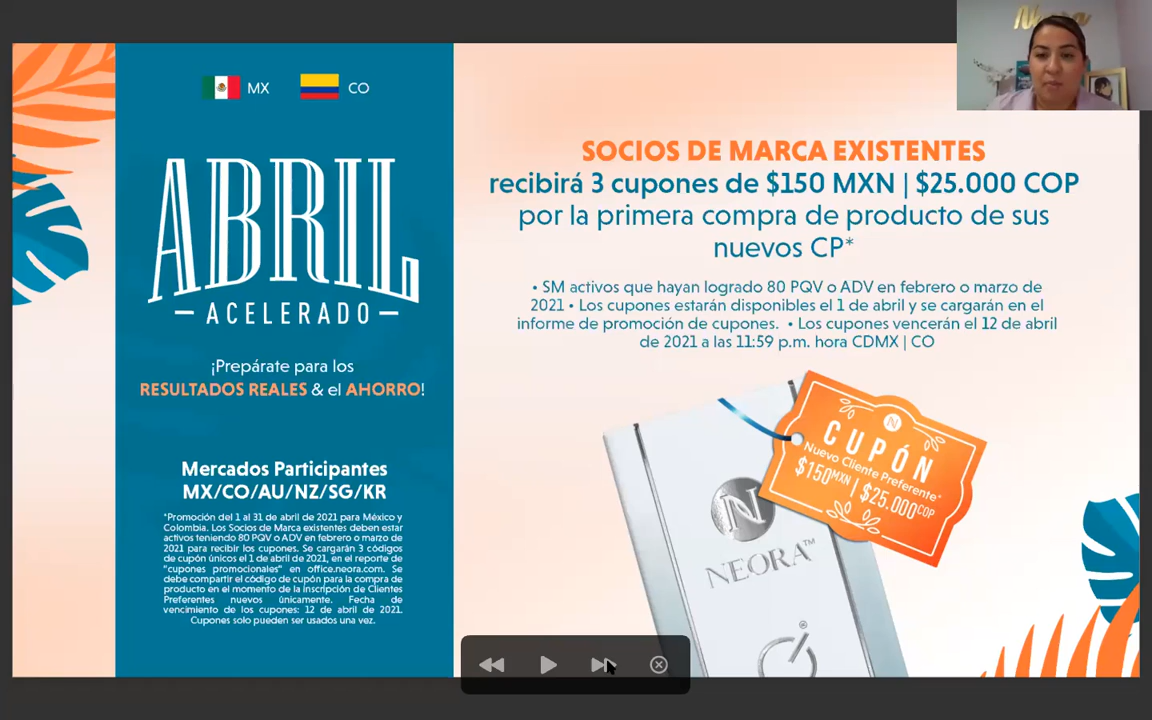 Neora
MX CO
ABRIL
— ACELERADO —
¡Prepárate para los
RESULTADOS REALES & el AHORRO!
Mercados Participantes
MX/CO/AU/NZ/SG/KR
*Promoción del 1 al 31 de abril de 2021 para México y
Colombia. Los Socios de Marca existentes deben estar
activos teniendo 80 PQV o ADV en febrero o marzo de
2021 para recibir los cupones. Se cargarán 3 códigos
de cupón únicos el 1 de abril de 2021, en el reporte de
"cupones promocionales" en office.neora.com. Se
debe compartir el código de cupón para la compra de
producto en el momento de la inscripción de Clientes
Preferentes nuevos únicamente. Fecha de
vencimiento de los cupones: 12 de abril de 2021.
Cupones solo pueden ser usados una vez.
SOCIOS DE MARCA EXISTENTES
recibirá 3 cupones de $150 MXN | $25.000 COP
por la primera compra de producto de sus
nuevos CP*
• SM activos que hayan logrado 80 PQV o ADV en febrero o marzo de
2021 • Los cupones estarán disponibles el 1 de abril y se cargarán en el
informe de promoción de cupones. • Los cupones vencerán el 12 de abril
de 2021 a las 11:59 p.m. hora CDMX | CO
N
CUPÓN
Nuevo Cliente Preferente*
$150MXN | $25.000COP
N
NEORA™
®